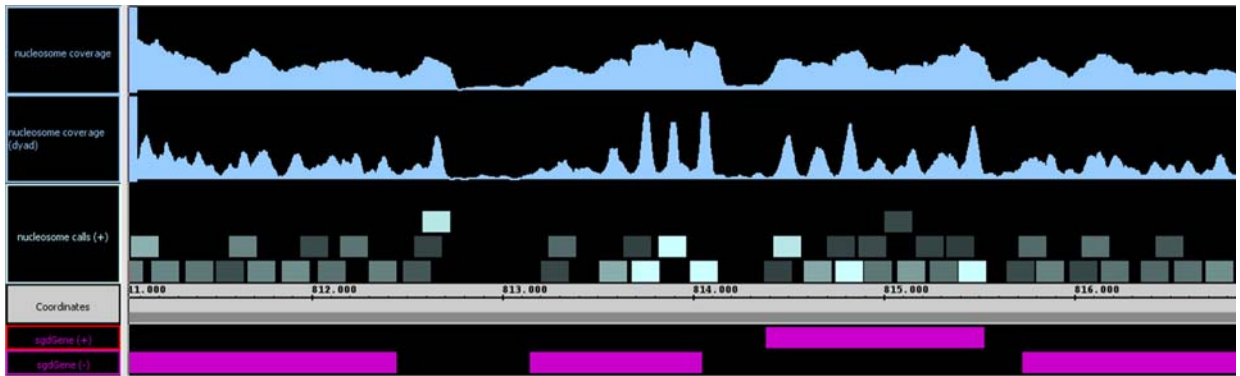 nucleosome coverage
nucleosome coverage
(dyad)
nucleosome calls (+)
Coordinates
11.000 812.000 813.000 814.000 815.000 816.000
sgdGene (+)
sgdGene (-)